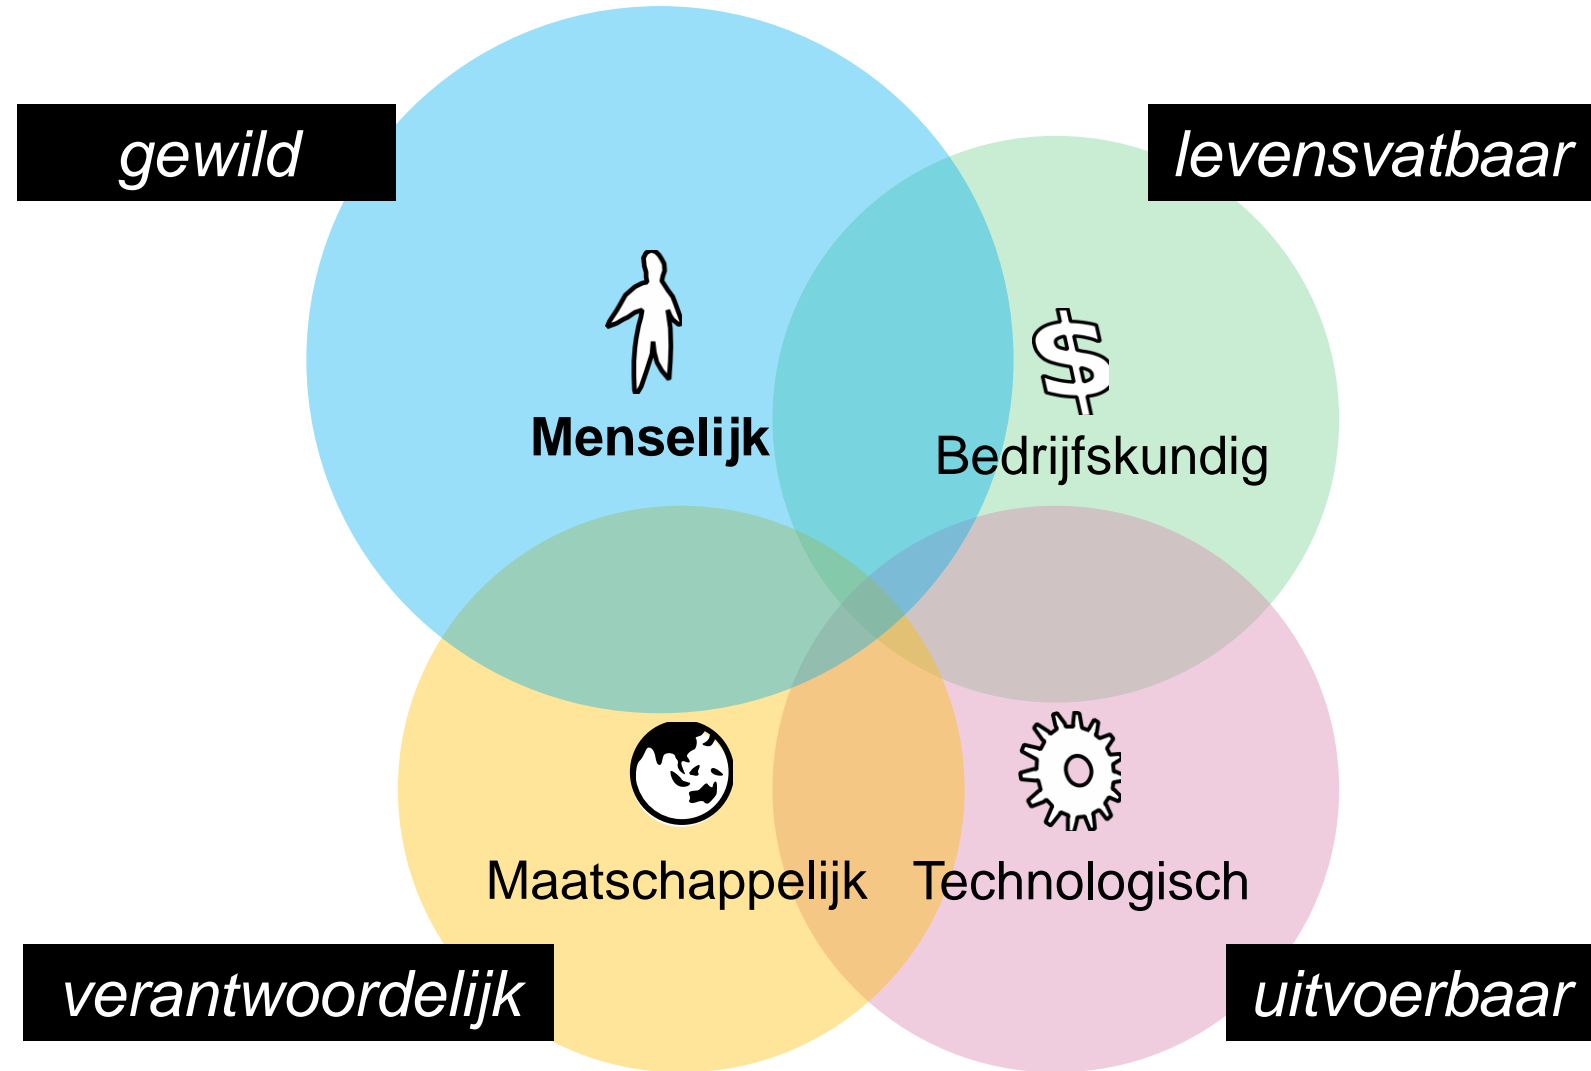 gewild
levensvatbaar
$
Menselijk
Bedrijfskundig
Maatschappelijk
Technologisch
verantwoordelijk
uitvoerbaar